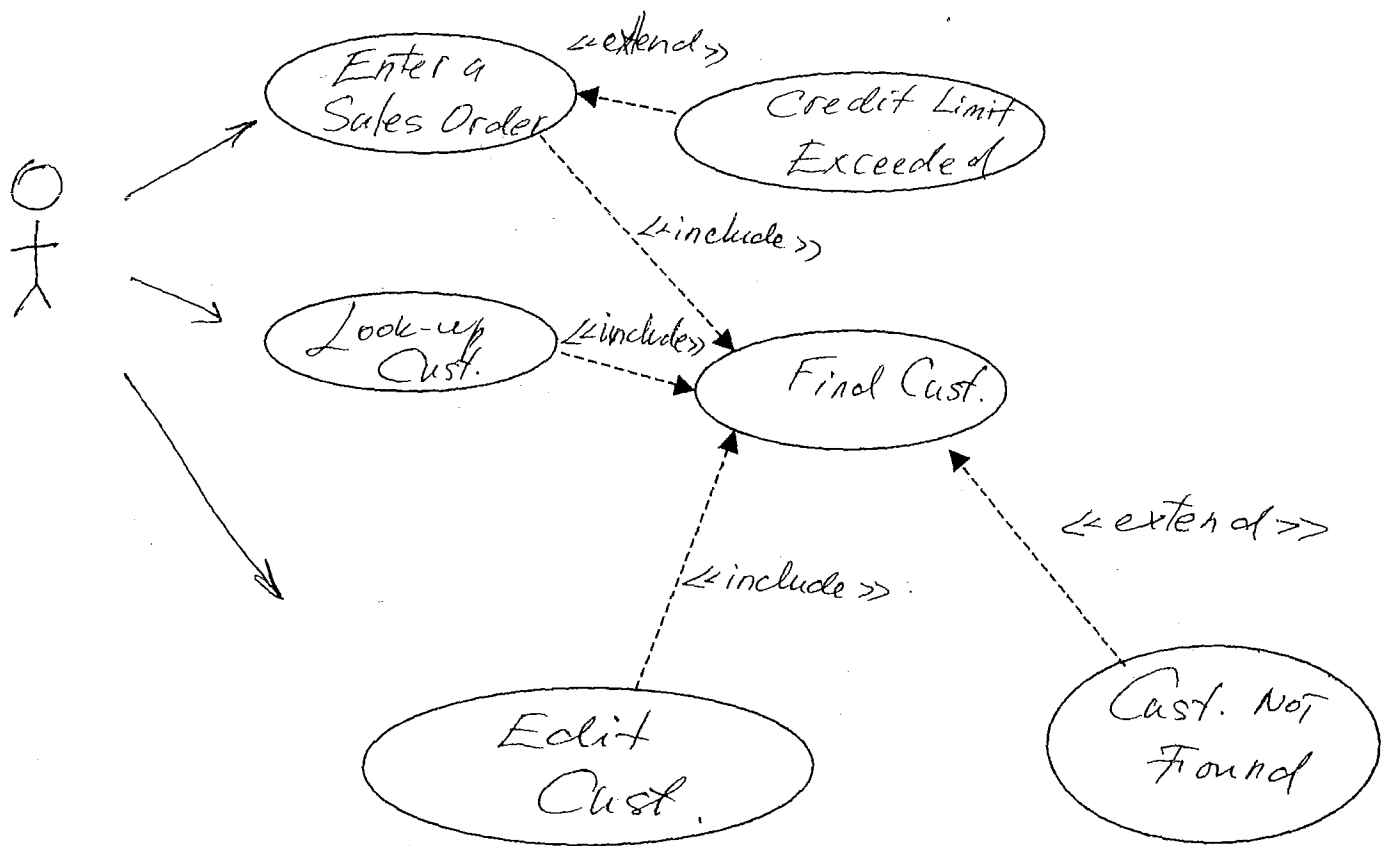 <<extend>>
Enter a
Sales Order
Credit Limit
Exceeded
<<include>>
Look-up
Cust.
<<include>>
Find Cust.
<<extend>>
<<include>>
Edit
Cust.
Cust. Not
Found